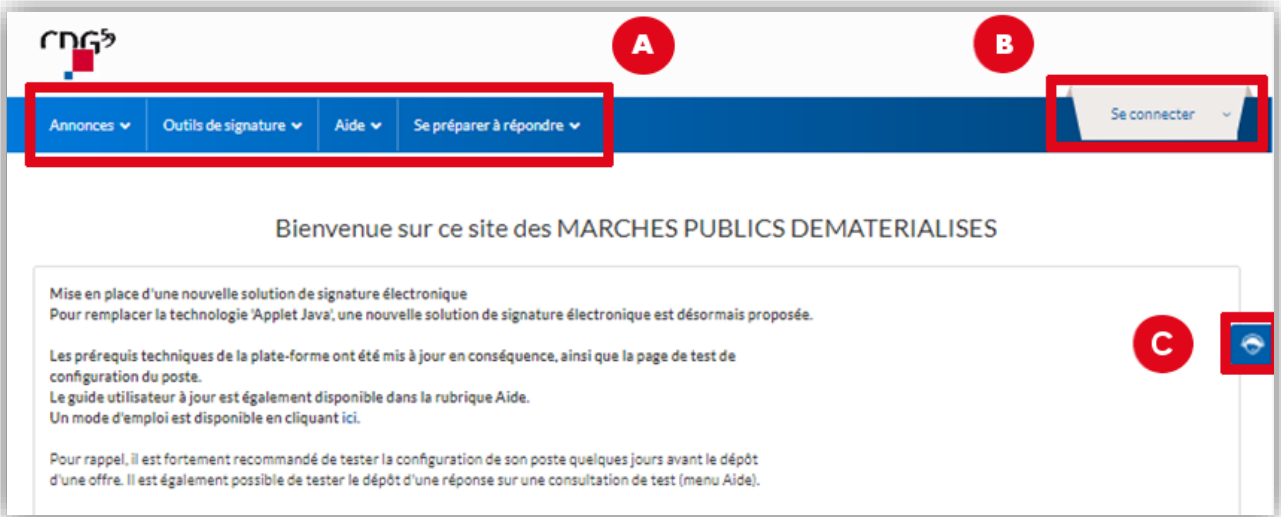 CDG59
A
B
Annonces
Outils de signature
Aide
Se préparer à répondre
Se connecter
Bienvenue sur ce site des MARCHES PUBLICS DEMATERIALISES
Mise en place d'une nouvelle solution de signature électronique
Pour remplacer la technologie 'Applet Java', une nouvelle solution de signature électronique est désormais proposée.
C
Les prérequis techniques de la plate-forme ont été mis à jour en conséquence, ainsi que la page de test de
configuration du poste.
Le guide utilisateur à jour est également disponible dans la rubrique Aide.
Un mode d'emploi est disponible en cliquant ici.
Pour rappel, il est fortement recommandé de tester la configuration de son poste quelques jours avant le dépôt
d'une offre. Il est également possible de tester le dépôt d'une réponse sur une consultation de test (menu Aide).